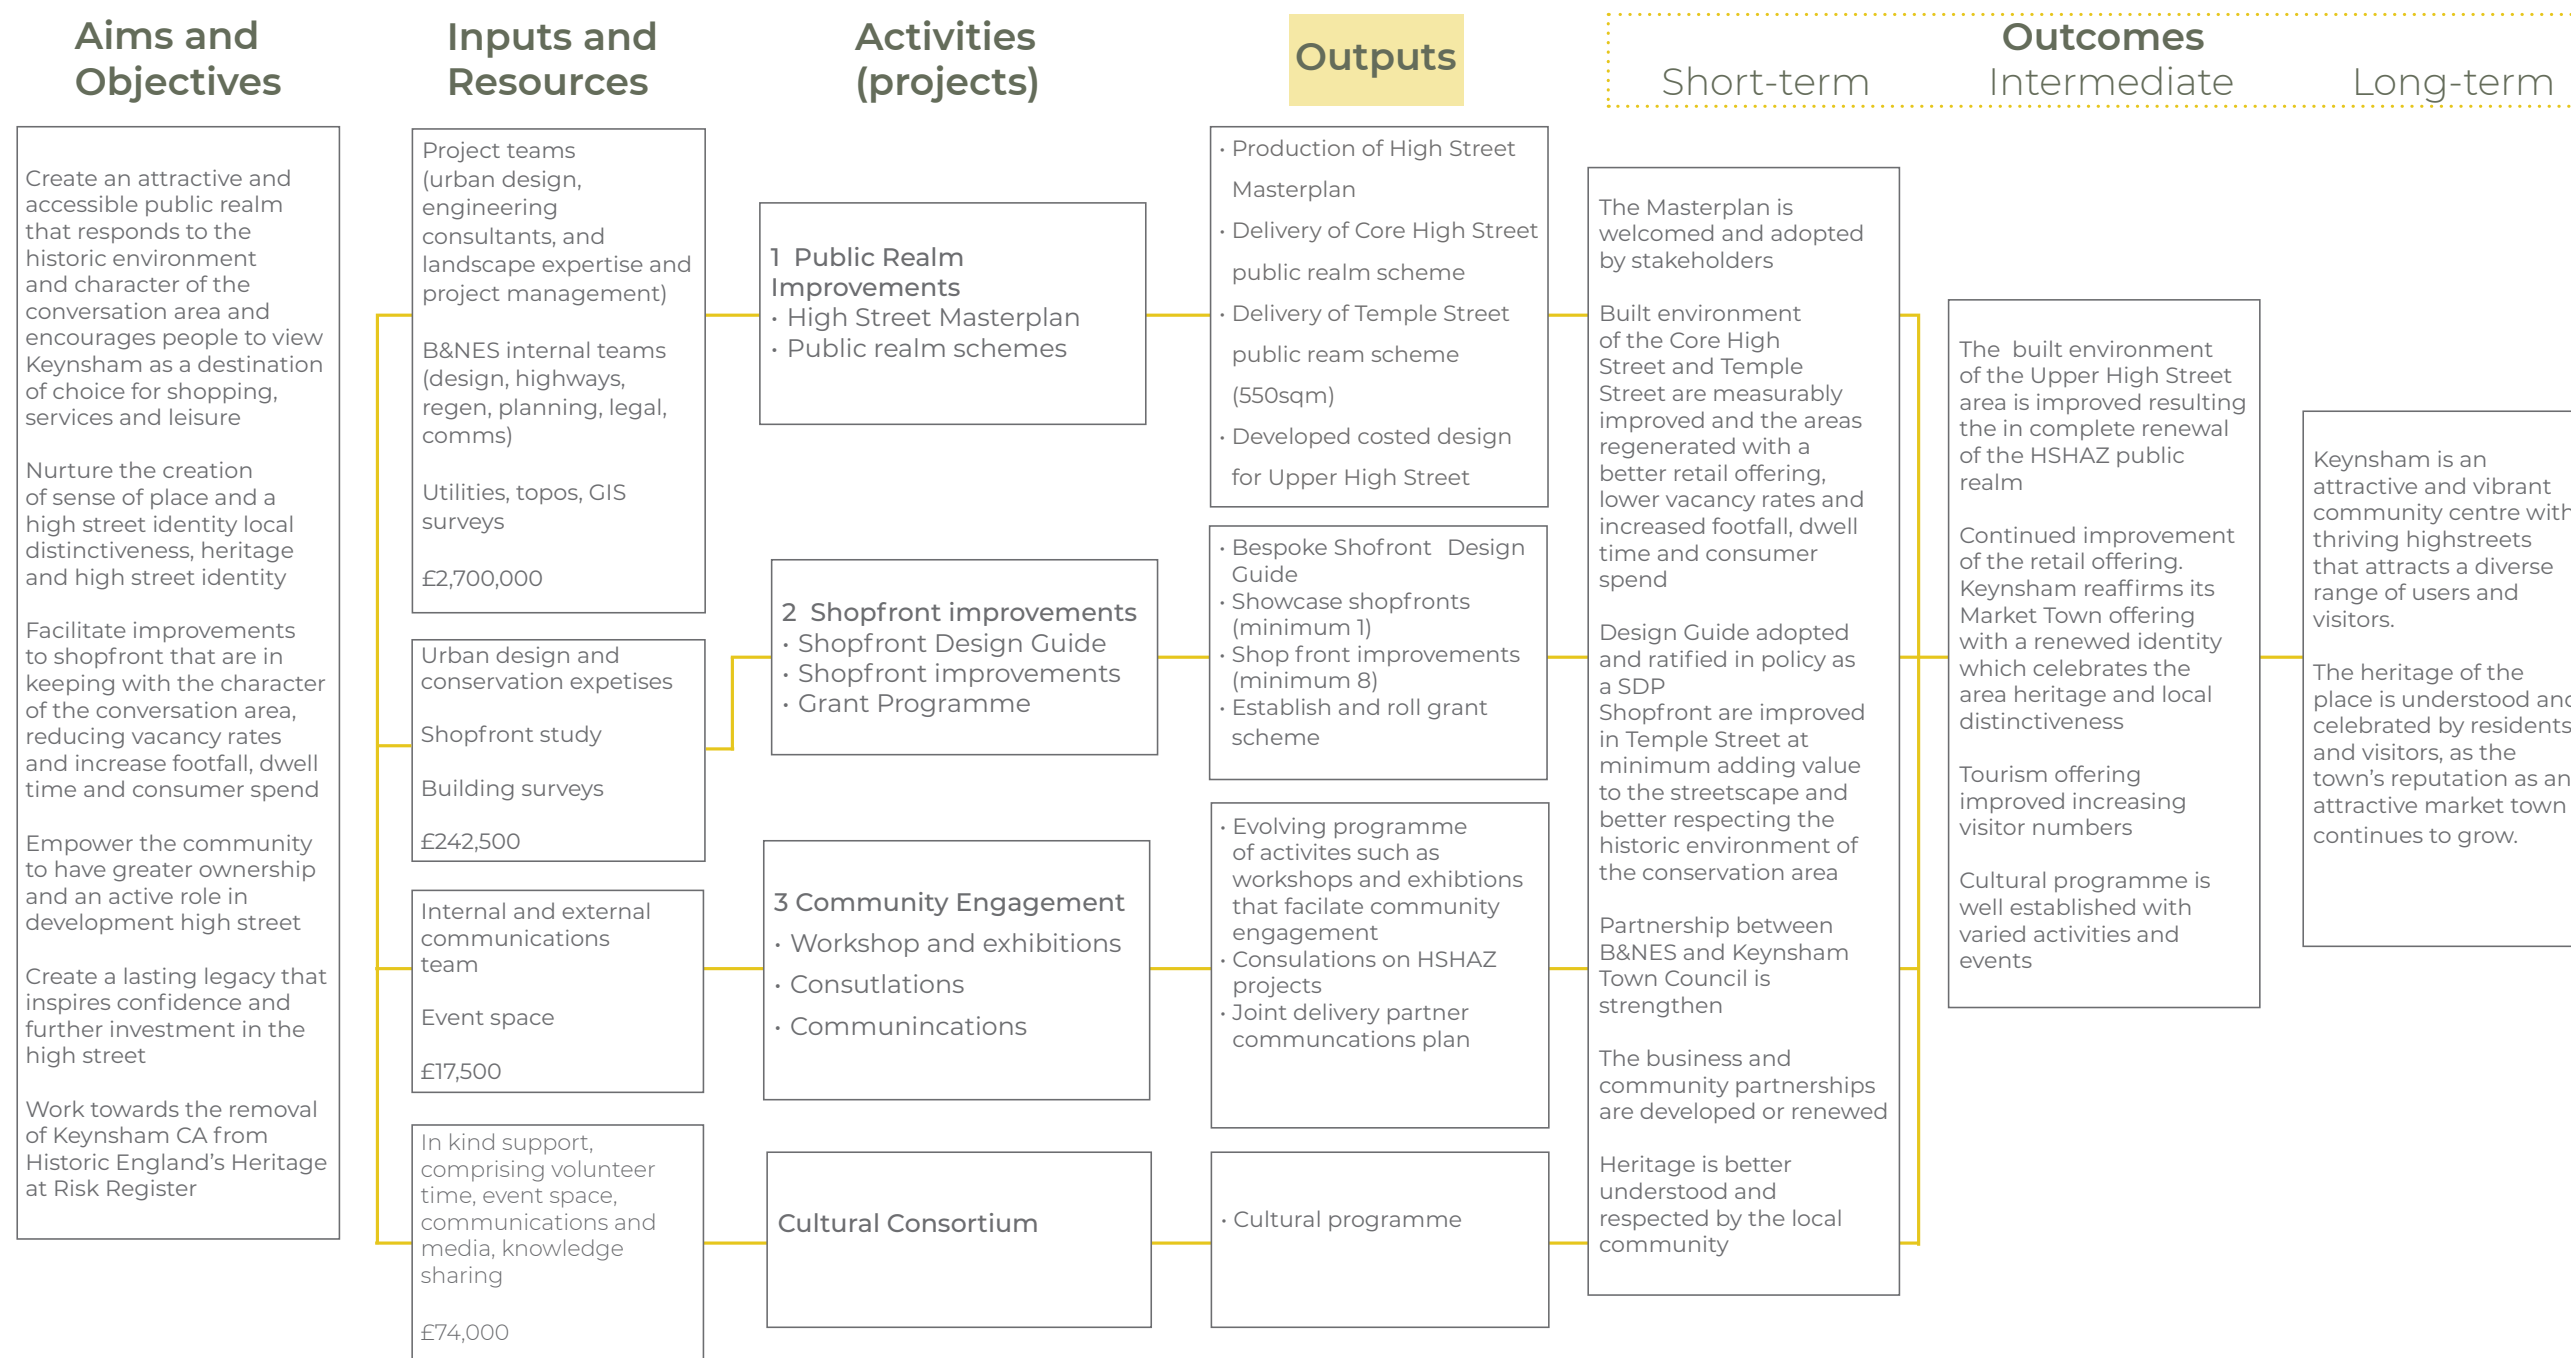 Aims and
Objectives
Inputs and
Resources
Activities
(projects)
Outputs
Outcomes
Short-term
Intermediate
Long-term
Create an attractive and
accessible public realm
that responds to the
historic environment
and character of the
conversation area and
encourages people to view
Keynsham as a destination
of choice for shopping,
services and leisure
Nurture the creation
of sense of place and a
high street identity local
distinctiveness, heritage
and high street identity
Facilitate improvements
to shopfront that are in
keeping with the character
of the conversation area,
reducing vacancy rates
and increase footfall, dwell
time and consumer spend
Empower the community
to have greater ownership
and an active role in
development high street
Create a lasting legacy that
inspires confidence and
further investment in the
high street
Work towards the removal
of Keynsham CA from
Historic England's Heritage
at Risk Register
Project teams
(urban design,
engineering
consultants, and
landscape expertise and
project management)
B&NES internal teams
(design, highways,
regen, planning, legal,
comms)
Utilities, topos, GIS
surveys
£2,700,000
Urban design and
conservation expetises
Shopfront study
Building surveys
£242,500
Internal and external
communications
team
Event space
£17,500
In kind support,
comprising volunteer
time, event space,
communications and
media, knowledge
sharing
£74,000
1 Public Realm
Improvements
· High Street Masterplan
· Public realm schemes
2 Shopfront improvements
· Shopfront Design Guide
· Shopfront improvements
· Grant Programme
3 Community Engagement
· Workshop and exhibitions
· Consutlations
· Communincations
Cultural Consortium
· Production of High Street
Masterplan
· Delivery of Core High Street
public realm scheme
· Delivery of Temple Street
public ream scheme
(550sqm)
· Developed costed design
for Upper High Street
· Bespoke Shofront Design
Guide
· Showcase shopfronts
(minimum 1)
· Shop front improvements
(minimum 8)
· Establish and roll grant
scheme
· Evolving programme
of activites such as
workshops and exhibtions
that facilate community
engagement
· Consulations on HSHAZ
projects
· Joint delivery partner
communcations plan
· Cultural programme
The Masterplan is
welcomed and adopted
by stakeholders
Built environment
of the Core High
Street and Temple
Street are measurably
improved and the areas
regenerated with a
better retail offering,
lower vacancy rates and
increased footfall, dwell
time and consumer
spend
Design Guide adopted
and ratified in policy as
a SDP
Shopfront are improved
in Temple Street at
minimum adding value
to the streetscape and
better respecting the
historic environment of
the conservation area
Partnership between
B&NES and Keynsham
Town Council is
strengthen
The business and
community partnerships
are developed or renewed
Heritage is better
understood and
respected by the local
community
The built environment
of the Upper High Street
area is improved resulting
the in complete renewal
of the HSHAZ public
realm
Continued improvement
of the retail offering.
Keynsham reaffirms its
Market Town offering
with a renewed identity
which celebrates the
area heritage and local
distinctiveness
Tourism offering
improved increasing
visitor numbers
Cultural programme is
well established with
varied activities and
events
Keynsham is an
attractive and vibrant
community centre with
thriving highstreets
that attracts a diverse
range of users and
visitors.
The heritage of the
place is understood and
celebrated by residents
and visitors, as the
town's reputation as an
attractive market town
continues to grow.